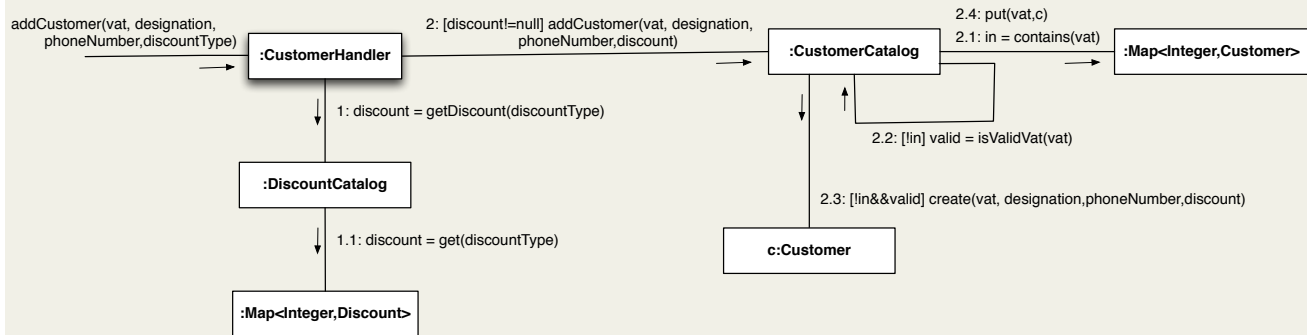 addCustomer(vat, designation,
phoneNumber,discountType)
:CustomerHandler
2: [discount!=null] addCustomer(vat, designation,
phoneNumber,discount)
:CustomerCatalog
2.4: put(vat,c)
2.1: in = contains(vat)
:Map<Integer,Customer>
1: discount = getDiscount(discountType)
2.2: [!in] valid = isValidVat(vat)
:DiscountCatalog
2.3: [!in&&valid] create(vat, designation,phoneNumber,discount)
1.1: discount = get(discountType)
c:Customer
:Map<Integer,Discount>